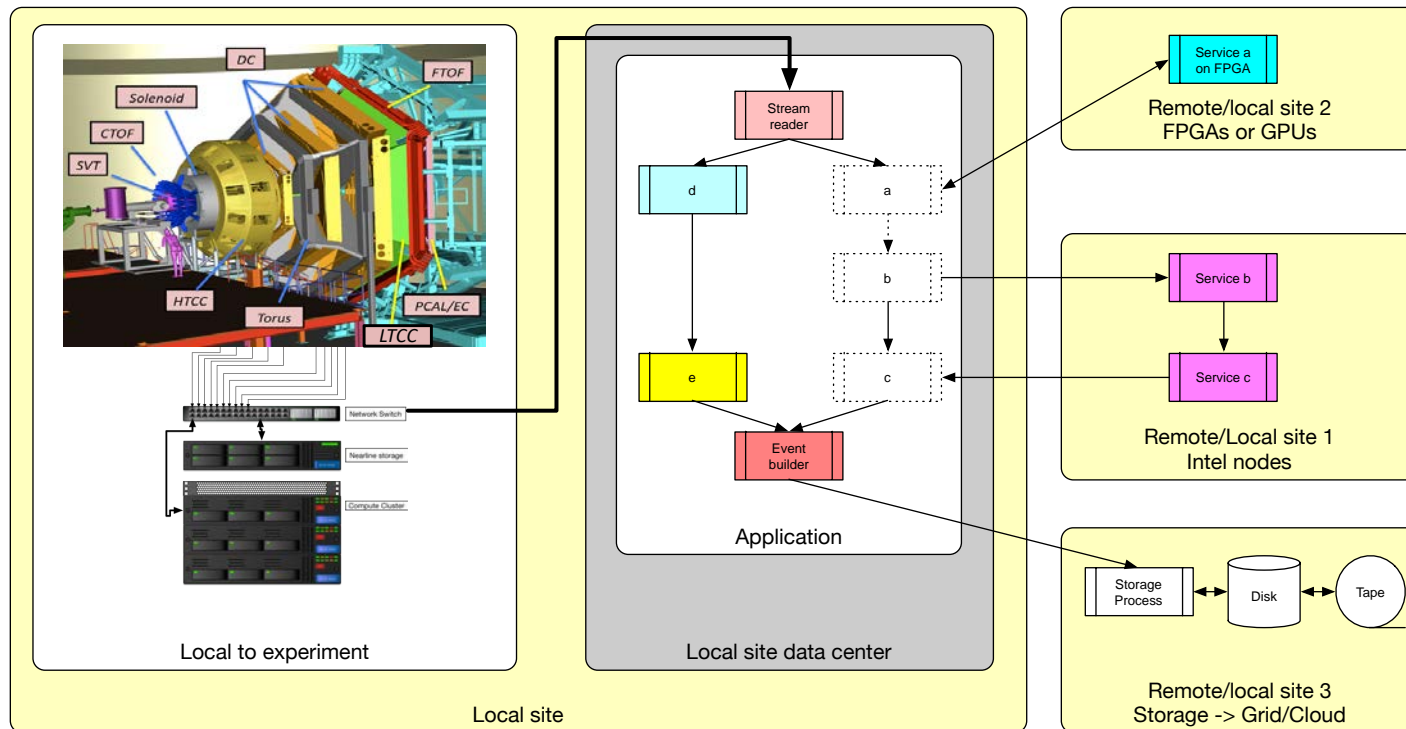 DC
FTOF
Solenoid
CTOF
SVT
HTCC
Torus
PCAL/EC
LTCC
Network Switch
Nearline storage
Compute Cluster
Local to experiment
Stream
reader
d
a
b
e
c
Event
builder
Application
Local site data center
Local site
Service a
on FPGA
Remote/local site 2
FPGAs or GPUs
Service b
Service c
Remote/Local site 1
Intel nodes
Storage
Process
Disk
Tape
Remote/local site 3
Storage -> Grid/Cloud